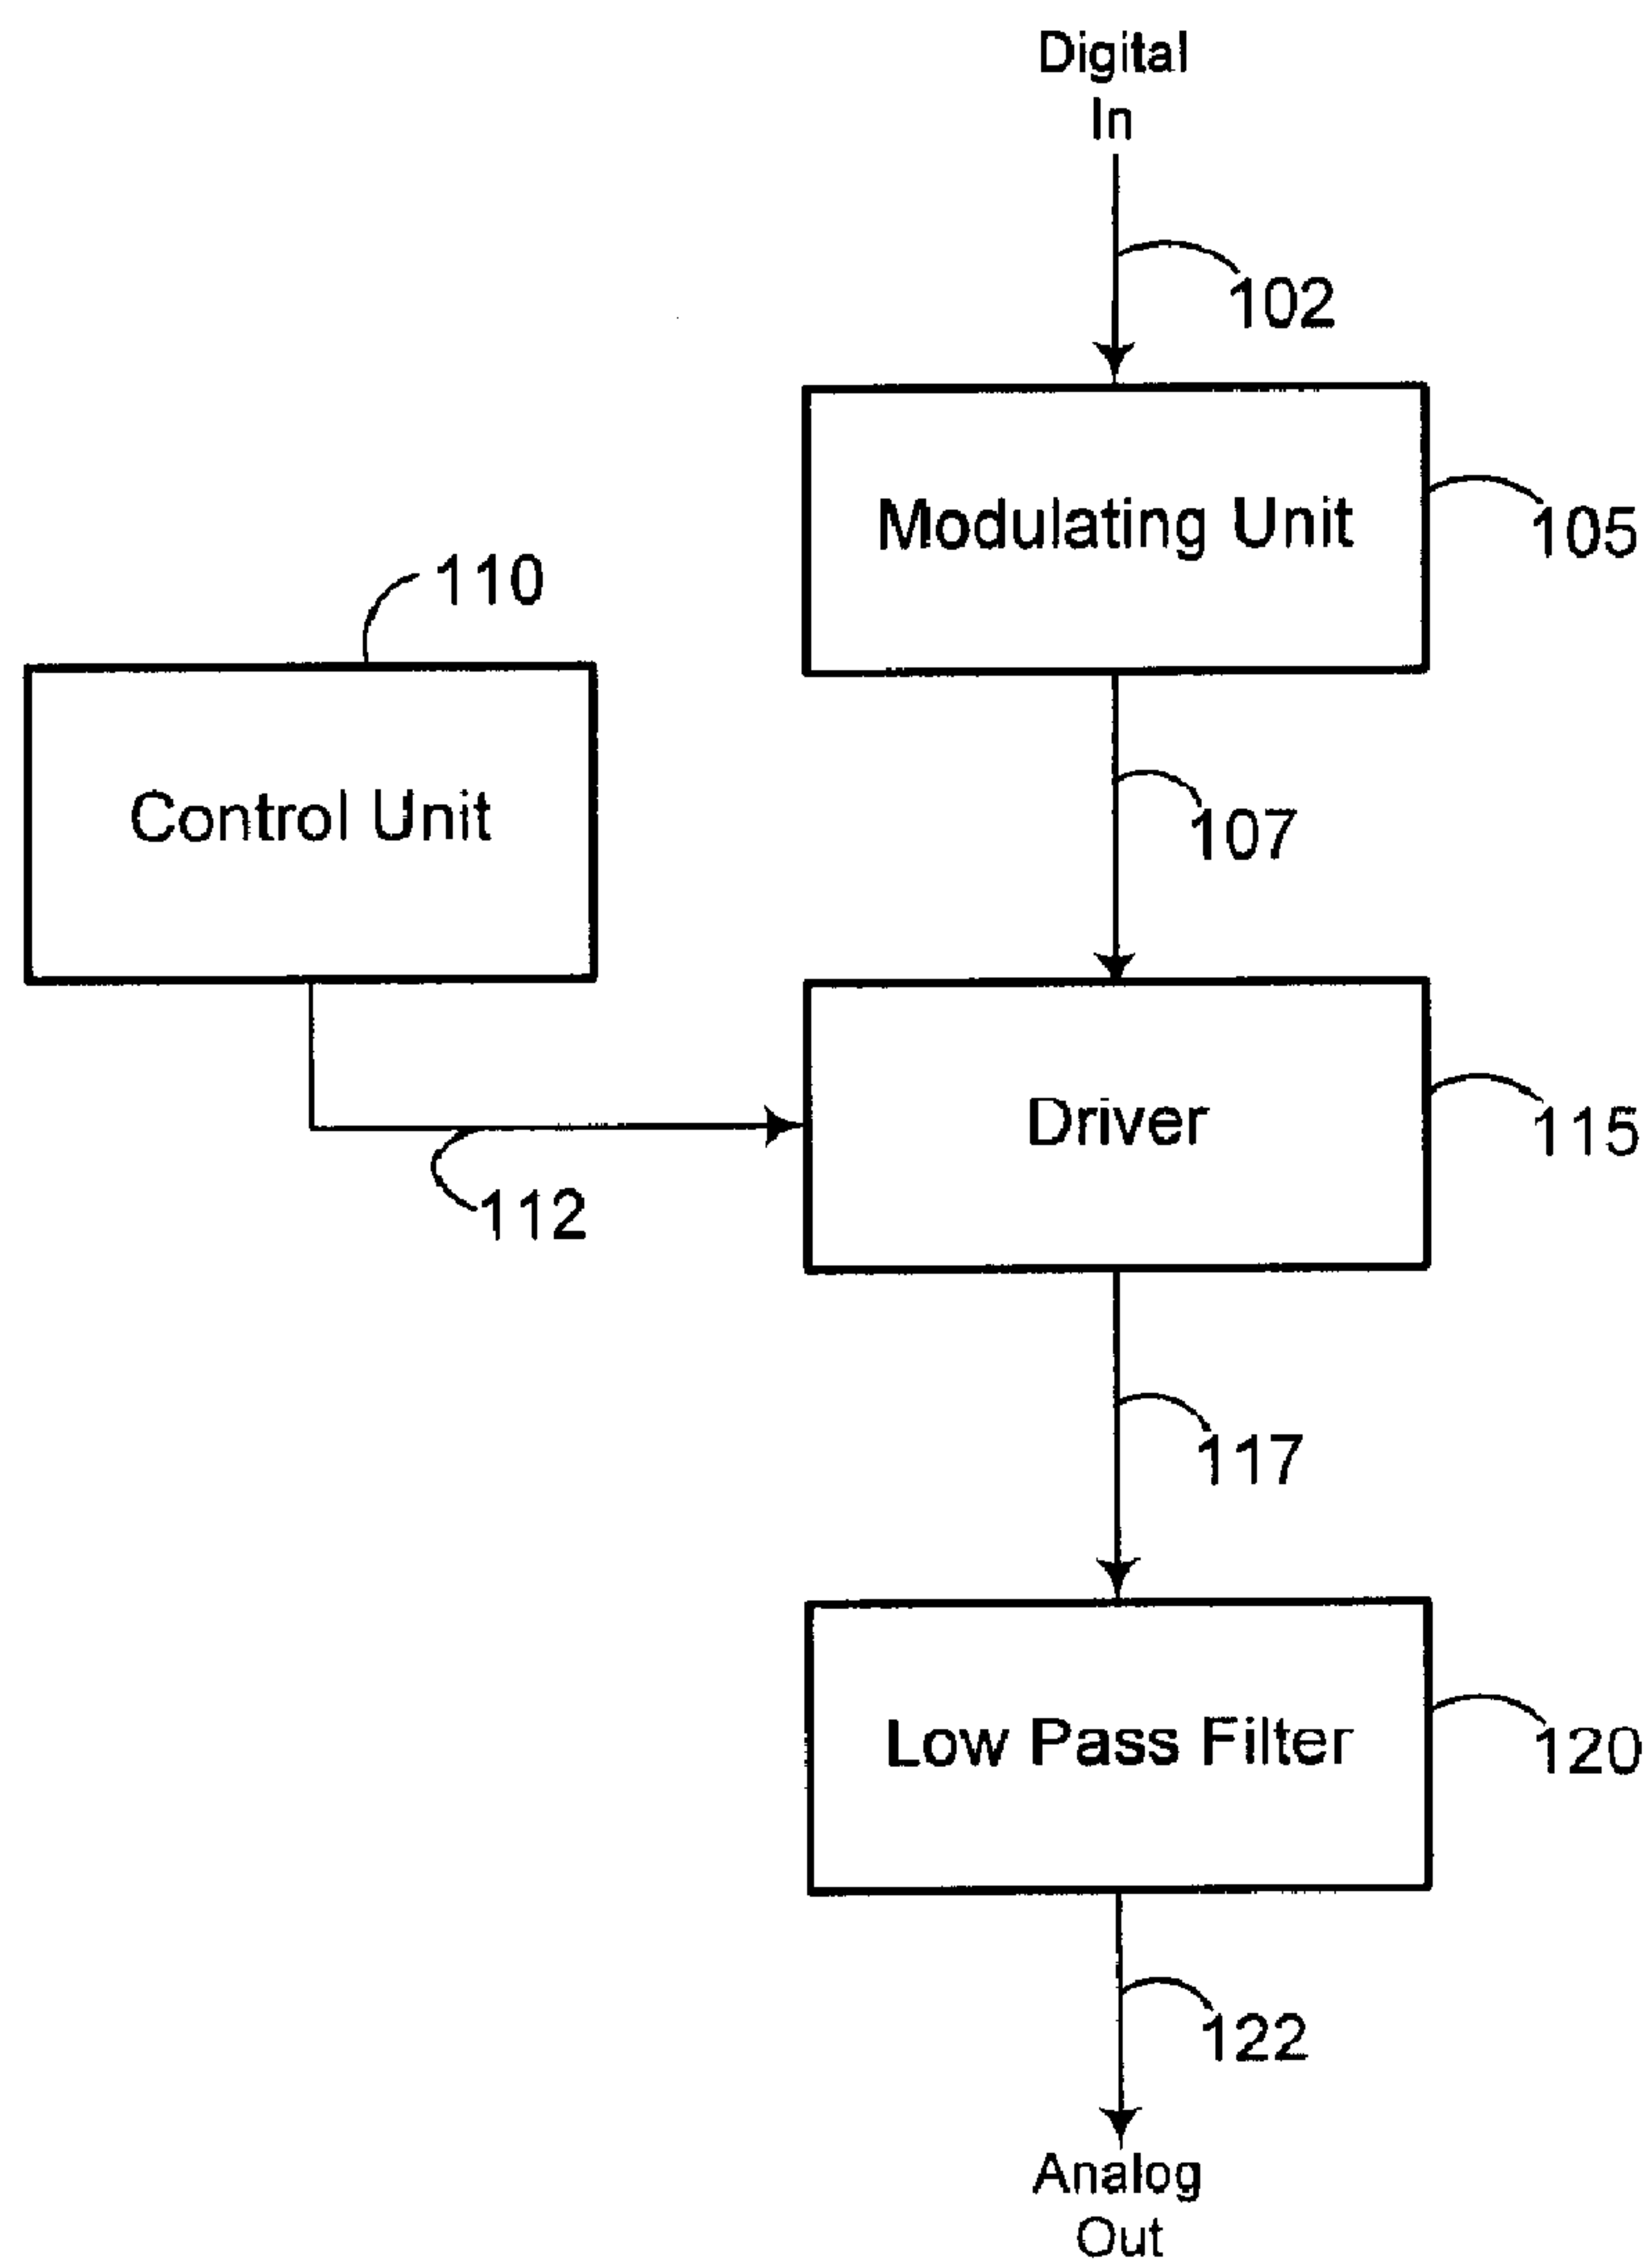 Digital
In
102
Modulating Unit
105
110
Control Unit
107
Driver
115
112
117
Low Pass Filter
120
122
Analog
Out